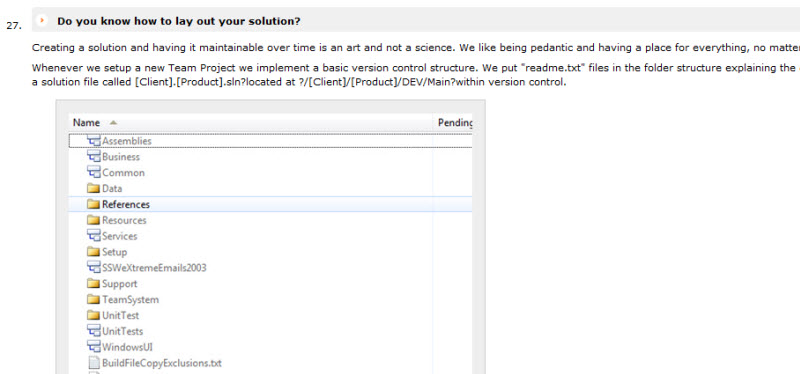 27. Do you know how to lay out your solution?
Creating a solution and having it maintainable over time is an art and not a science. We like being pedantic and having a place for everything, no matte
Whenever we setup a new Team Project we implement a basic version control structure. We put "readme.txt" files in the folder structure explaining the
a solution file called [Client].[Product].sln?located at ?/[Client]/[Product]/DEV/Main?within version control.
Name Pending
Assemblies
Business
Common
Data
References
Resources
Services
Setup
SSWeXtremeEmails2003
Support
TeamSystem
UnitTest
UnitTests
WindowsUI
BuildFileCopyExclusions.txt